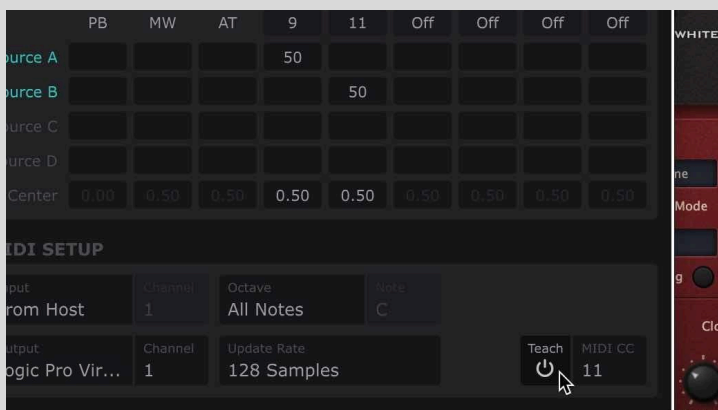 PB MW AT 9 11 Off Off Off Off
ource A 50
ource B 50
ource C
ource D
Center 0.00 0.50 0.50 0.50 0.50 0.50 0.50 0.50 0.50
IDI SETUP
nput Channel Octave Note
rom Host 1 All Notes C
utput Channel Update Rate Teach MIDI CC
ogic Pro Vir... 1 128 Samples 11
WHITE
ne
Mode
g
Clo